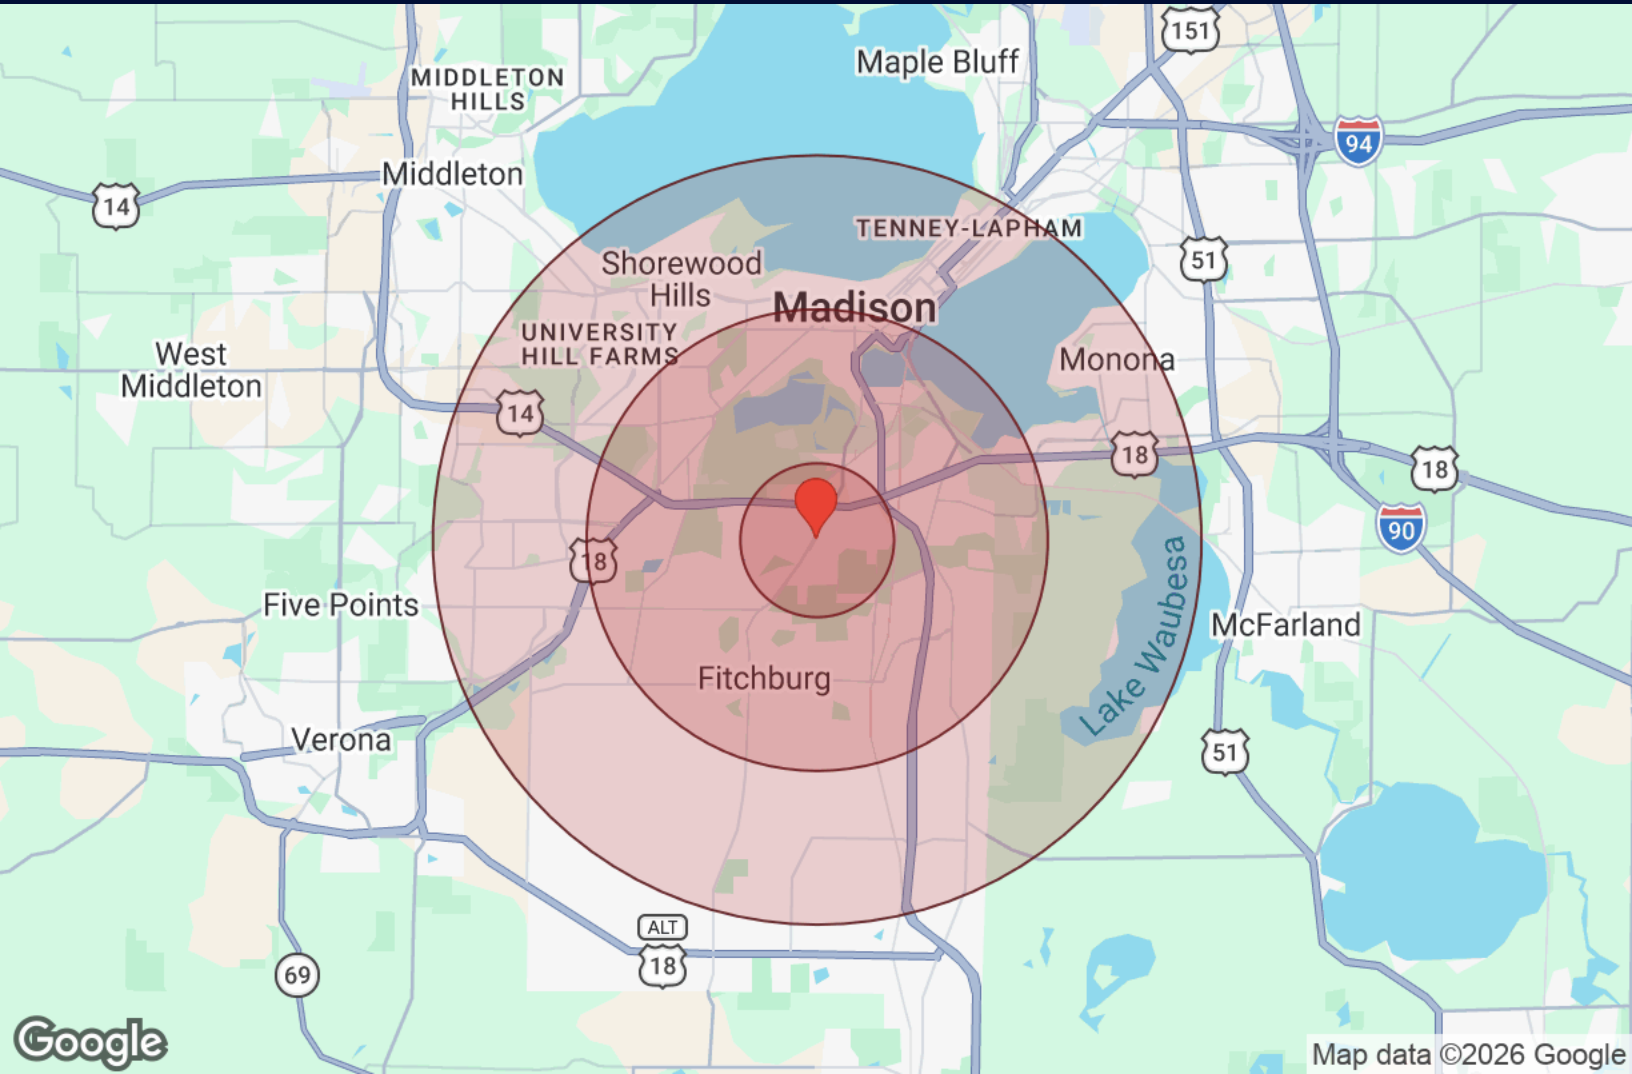 151
Maple Bluff
MIDDLETON
HILLS
94
Middleton
14
TENNEY-LAPHAM
51
Shorewood
Hills
Madison
UNIVERSITY
HILL FARMS
West
Middleton
Monona
14
18
18
90
18
Lake Waubesa
Five Points
McFarland
Fitchburg
Verona
51
ALT
18
69
Google
Map data ©2026 Google